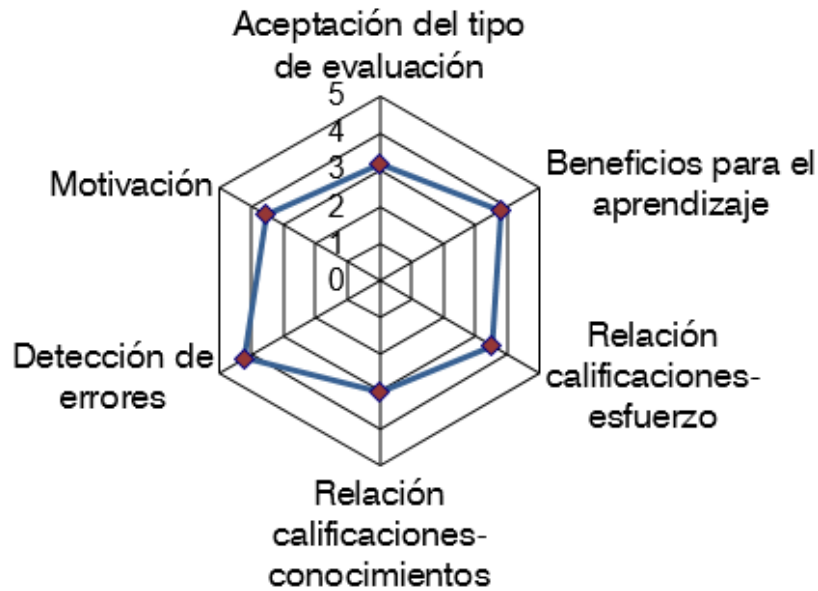 Aceptación del tipo
de evaluación
5
4
3
2
1
0
Motivación
Beneficios para el
aprendizaje
Detección de
errores
Relación
calificaciones-
esfuerzo
Relación
calificaciones-
conocimientos